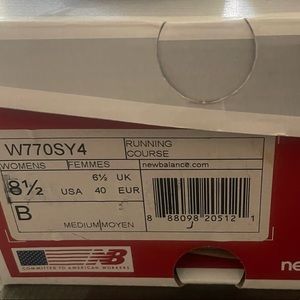 W770SY4
RUNNING
COURSE
WOMENS FEMMES
newbalance.com
8½ USA
6½ UK
40 EUR
B
MEDIUM/MOYEN
8 88098 20512 1
NB
COMMITTED TO AMERICAN WORKERS
ne